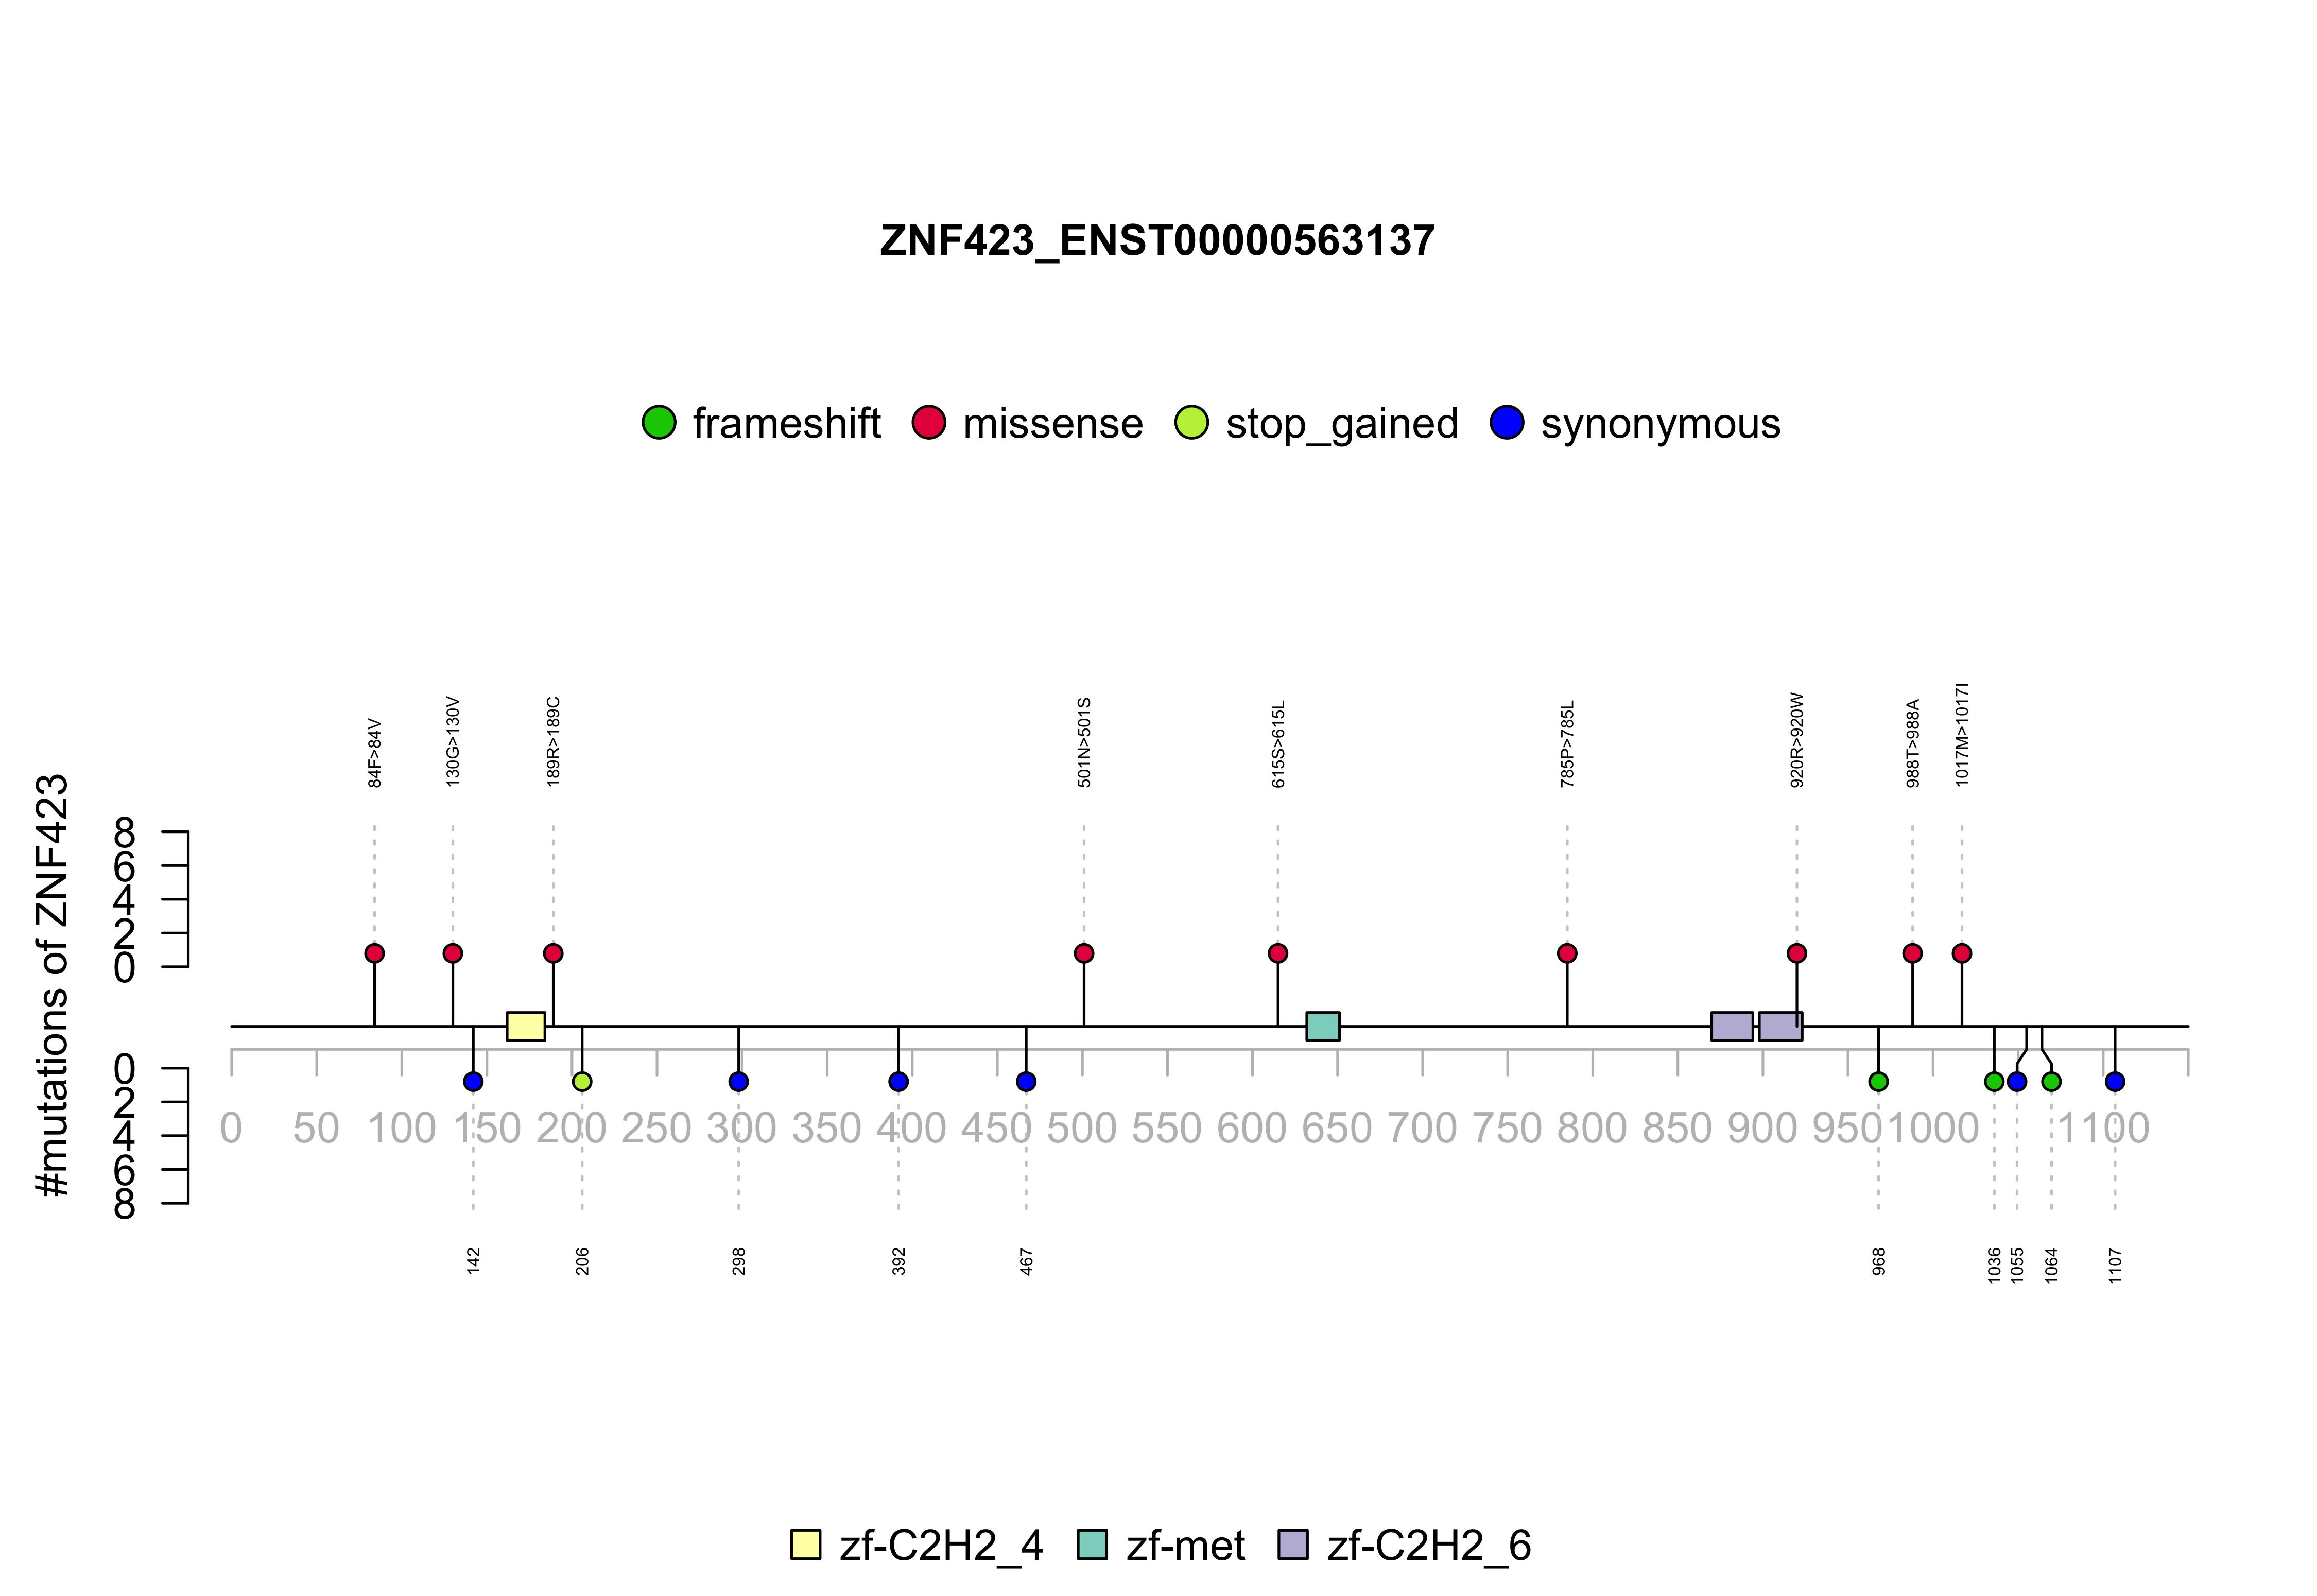 ZNF423_ENST00000563137
frameshift missense stop_gained synonymous
84F>84V
130G>130V
189R>189C
501N>501S
615S>615L
785P>785L
920R>920W
988T>988A
1017M>1017I
#mutations of ZNF423
8
6
4
2
0
0
2
4
6
8
0 50 100 150 200 250 300 350 400 450 500 550 600 650 700 750 800 850 900 950 1000 1100
142
206
298
392
467
968
1036
1055
1064
1107
zf-C2H2_4 zf-met zf-C2H2_6